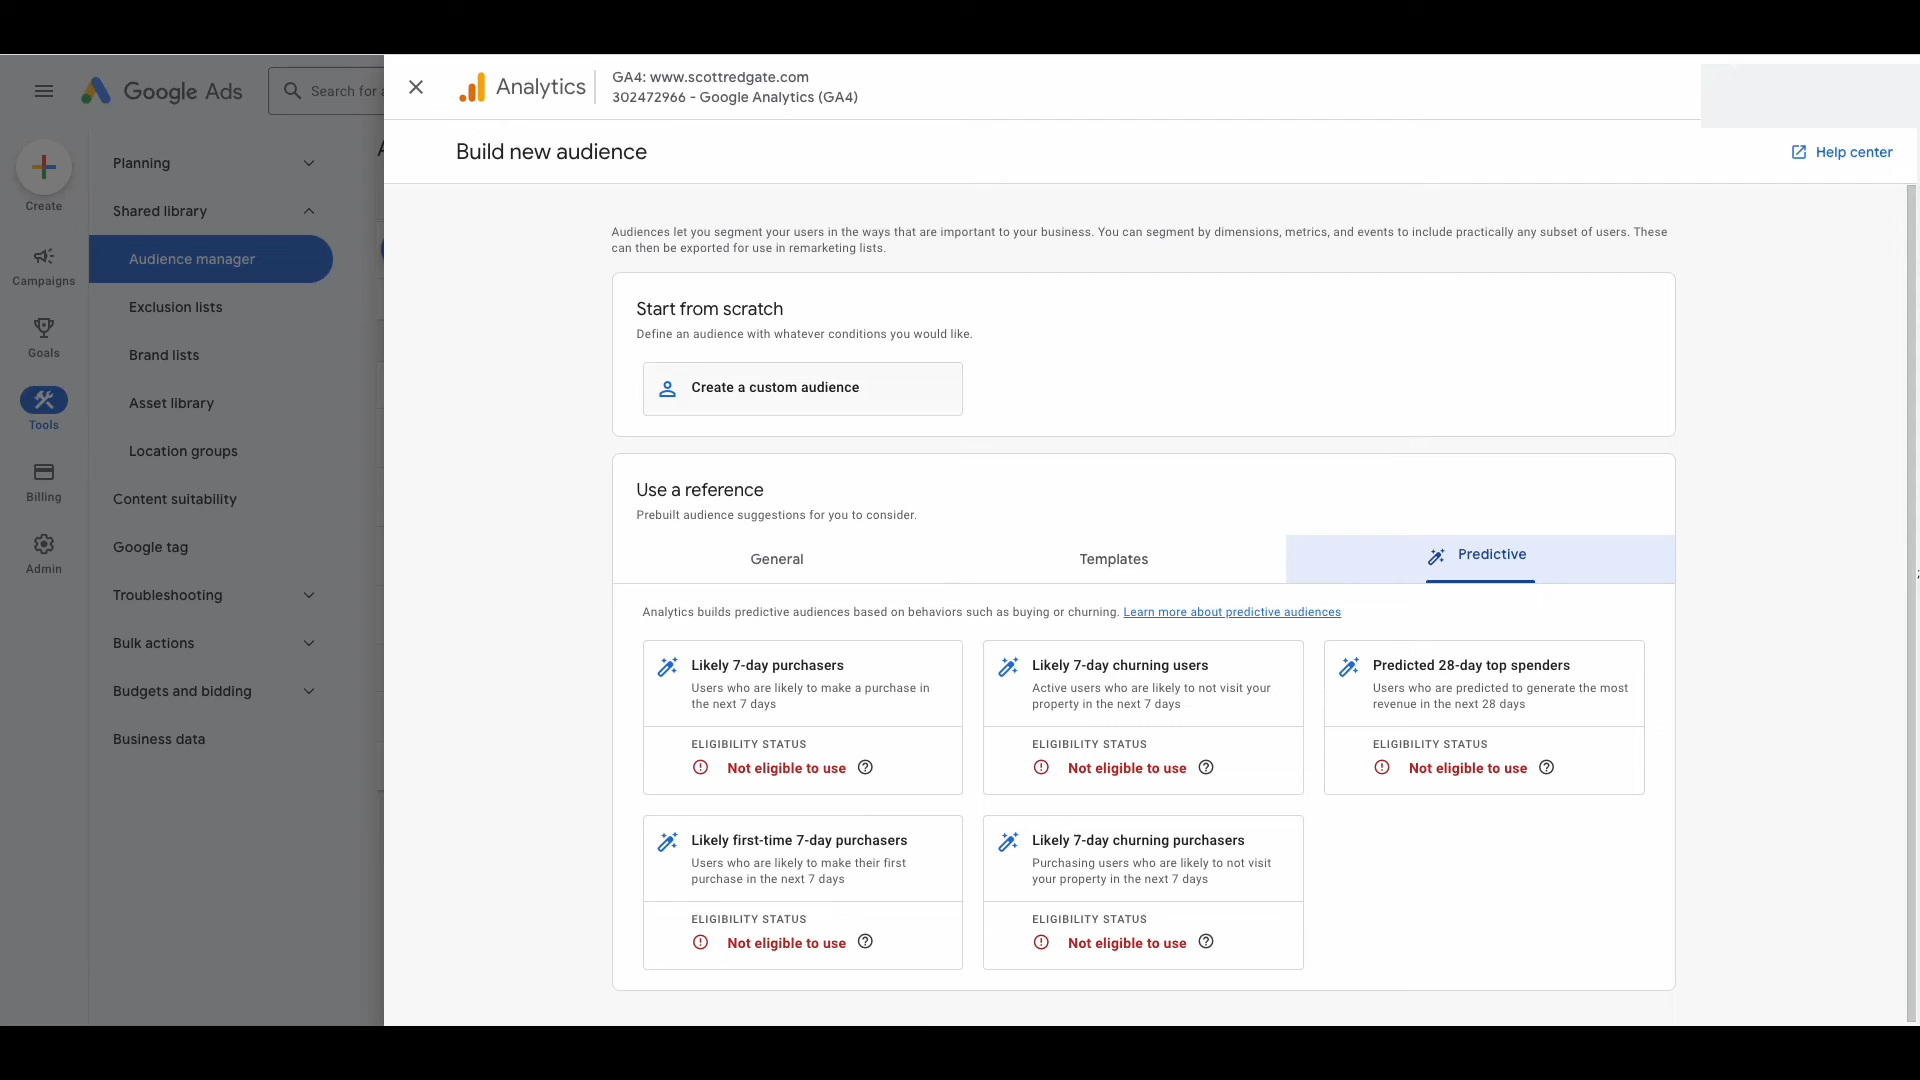 Google Ads
Search for a
Create
Campaigns
Goals
Tools
Billing
Admin
Planning
Shared library
Audience manager
Exclusion lists
Brand lists
Asset library
Location groups
Content suitability
Google tag
Troubleshooting
Bulk actions
Budgets and bidding
Business data
Analytics
GA4: www.scottredgate.com
302472966 - Google Analytics (GA4)
Build new audience
Help center
Audiences let you segment your users in the ways that are important to your business. You can segment by dimensions, metrics, and events to include practically any subset of users. These
can then be exported for use in remarketing lists.
Start from scratch
Define an audience with whatever conditions you would like.
Create a custom audience
Use a reference
Prebuilt audience suggestions for you to consider.
General
Templates
Predictive
Analytics builds predictive audiences based on behaviors such as buying or churning. Learn more about predictive audiences
Likely 7-day purchasers
Users who are likely to make a purchase in
the next 7 days
ELIGIBILITY STATUS
Not eligible to use
Likely 7-day churning users
Active users who are likely to not visit your
property in the next 7 days
ELIGIBILITY STATUS
Not eligible to use
Predicted 28-day top spenders
Users who are predicted to generate the most
revenue in the next 28 days
ELIGIBILITY STATUS
Not eligible to use
Likely first-time 7-day purchasers
Users who are likely to make their first
purchase in the next 7 days
ELIGIBILITY STATUS
Not eligible to use
Likely 7-day churning purchasers
Purchasing users who are likely to not visit
your property in the next 7 days
ELIGIBILITY STATUS
Not eligible to use